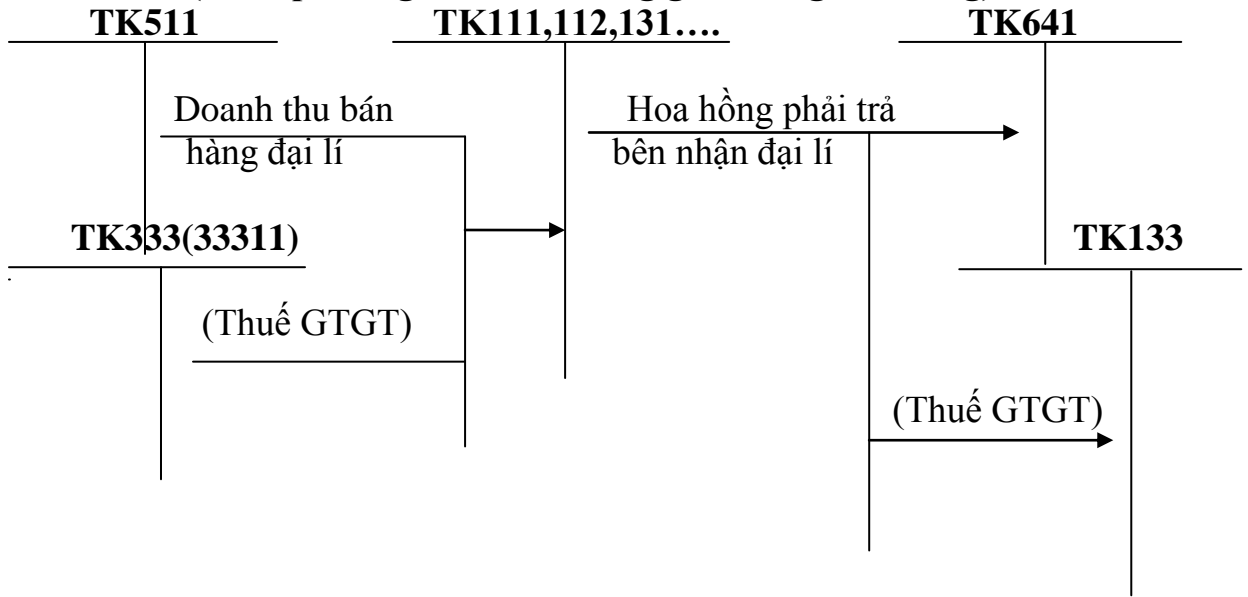 TK511 TK111,112,131…. TK641
Doanh thu bán Hoa hồng phải trả
hàng đại lí bên nhận đại lí
TK333(33311) TK133
(Thuế GTGT)
(Thuế GTGT)